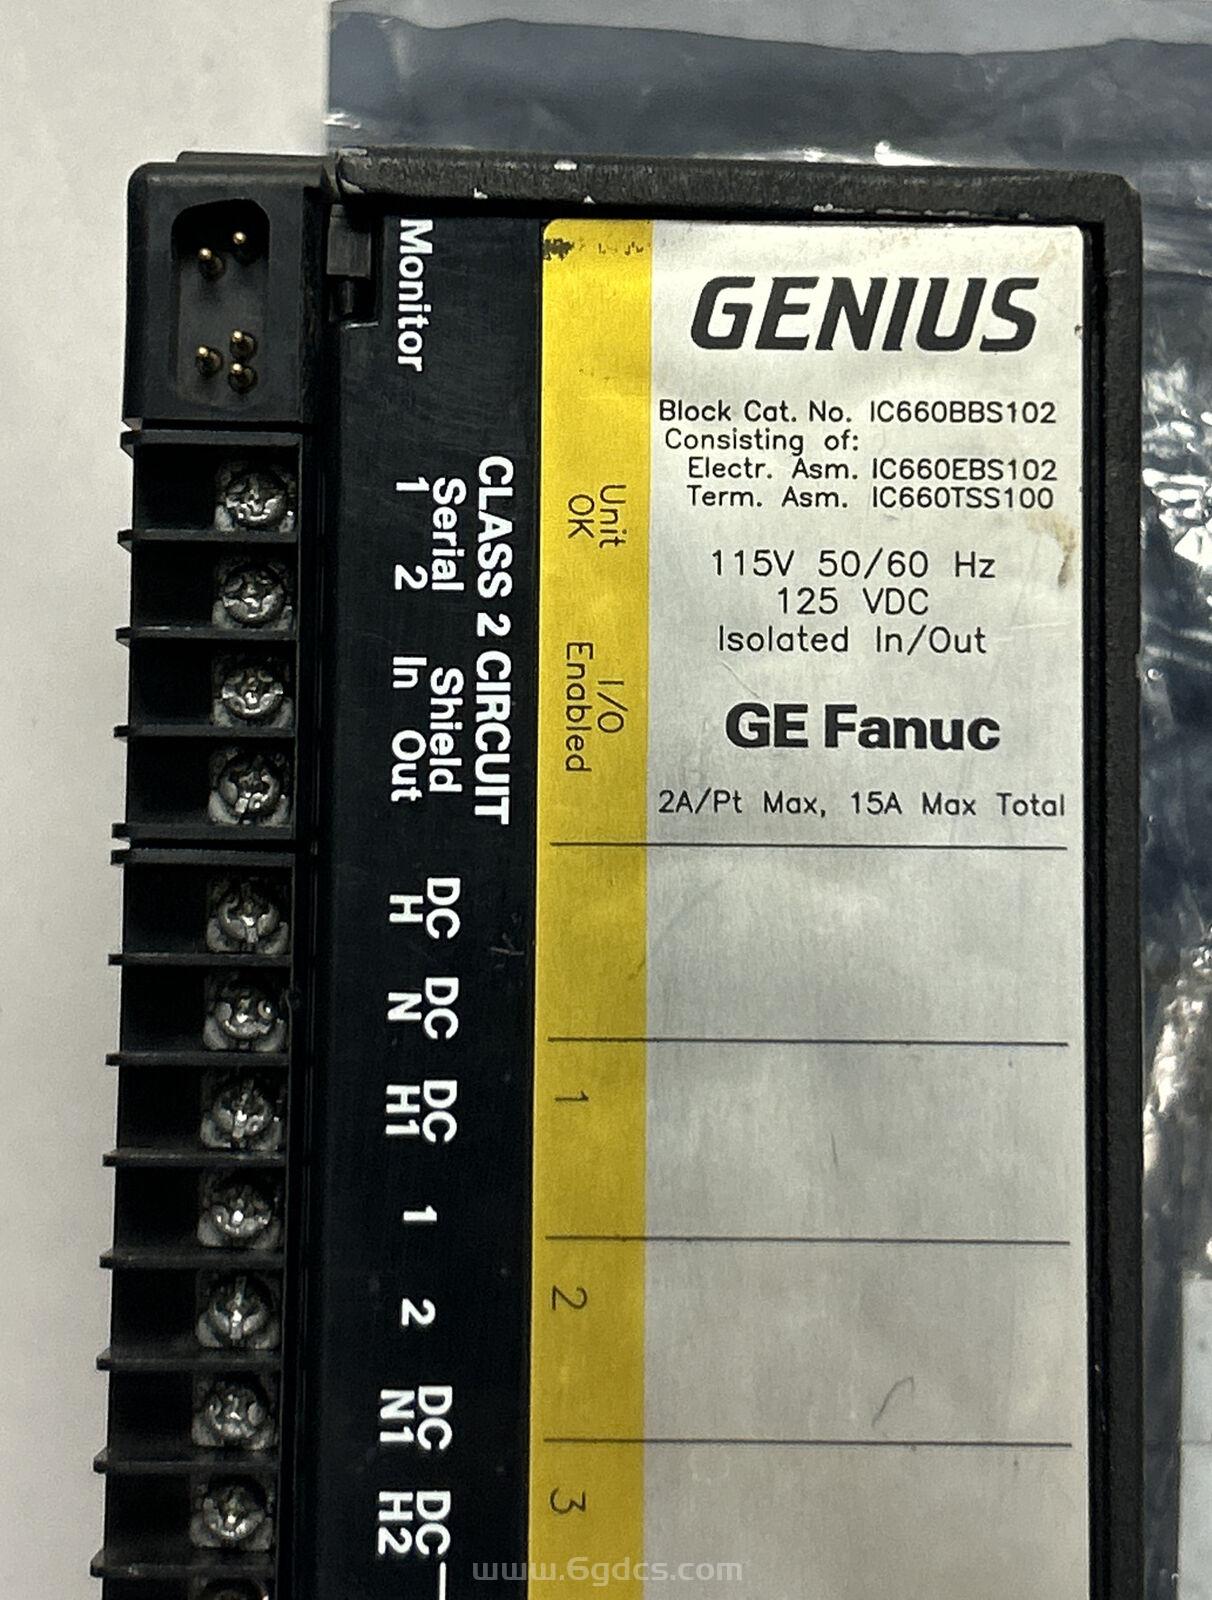 GENIUS
Block Cat. No. IC660BBS102
Consisting of:
Electr. Asm. IC660EBS102
Term. Asm. IC660TSS100
115V 50/60 Hz
125 VDC
Isolated In/Out
GE Fanuc
2A/Pt Max, 15A Max Total
Unit
OK
I/O
Enabled
1
2
3
Monitor
CLASS 2 CIRCUIT
Serial
1 2
Shield
In Out
DC
H
DC
N
DC
H1
1
2
DC
N1
DC
H2
www.6gdcs.com